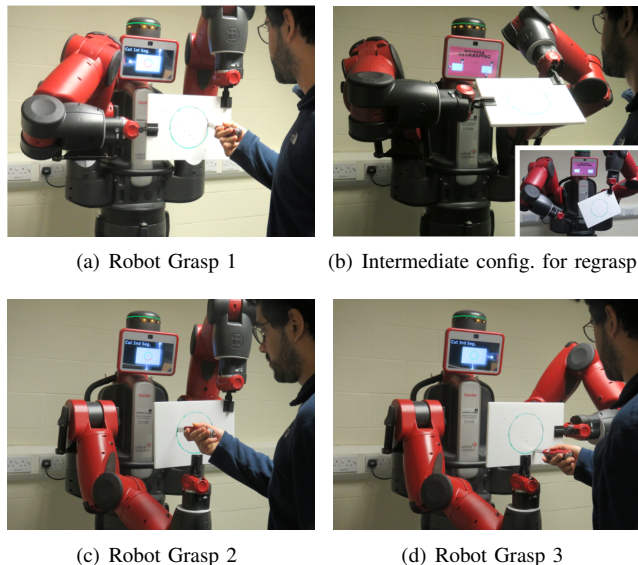 Cut 1st Seg.
(a) Robot Grasp 1
(b) Intermediate config. for regrasp
Cut 2nd Seg.
Cut 2nd Seg.
(c) Robot Grasp 2
(d) Robot Grasp 3